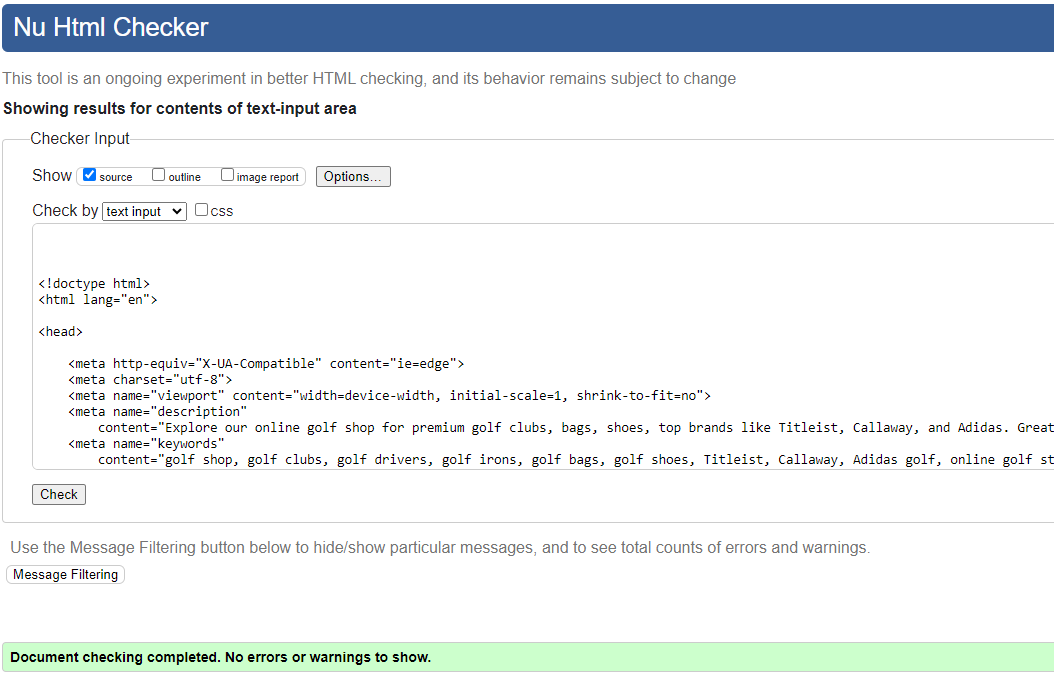 Nu Html Checker
This tool is an ongoing experiment in better HTML checking, and its behavior remains subject to change
Showing results for contents of text-input area
Checker Input
Show source outline image report Options...
Check by text input css
<!doctype html>
<html lang="en">
<head>
<meta http-equiv="X-UA-Compatible" content="ie=edge">
<meta charset="utf-8">
<meta name="viewport" content="width=device-width, initial-scale=1, shrink-to-fit=no">
<meta name="description"
content="Explore our online golf shop for premium golf clubs, bags, shoes, top brands like Titleist, Callaway, and Adidas. Great
<meta name="keywords"
content="golf shop, golf clubs, golf drivers, golf irons, golf bags, golf shoes, Titleist, Callaway, Adidas golf, online golf st
Check
Use the Message Filtering button below to hide/show particular messages, and to see total counts of errors and warnings.
Message Filtering
Document checking completed. No errors or warnings to show.